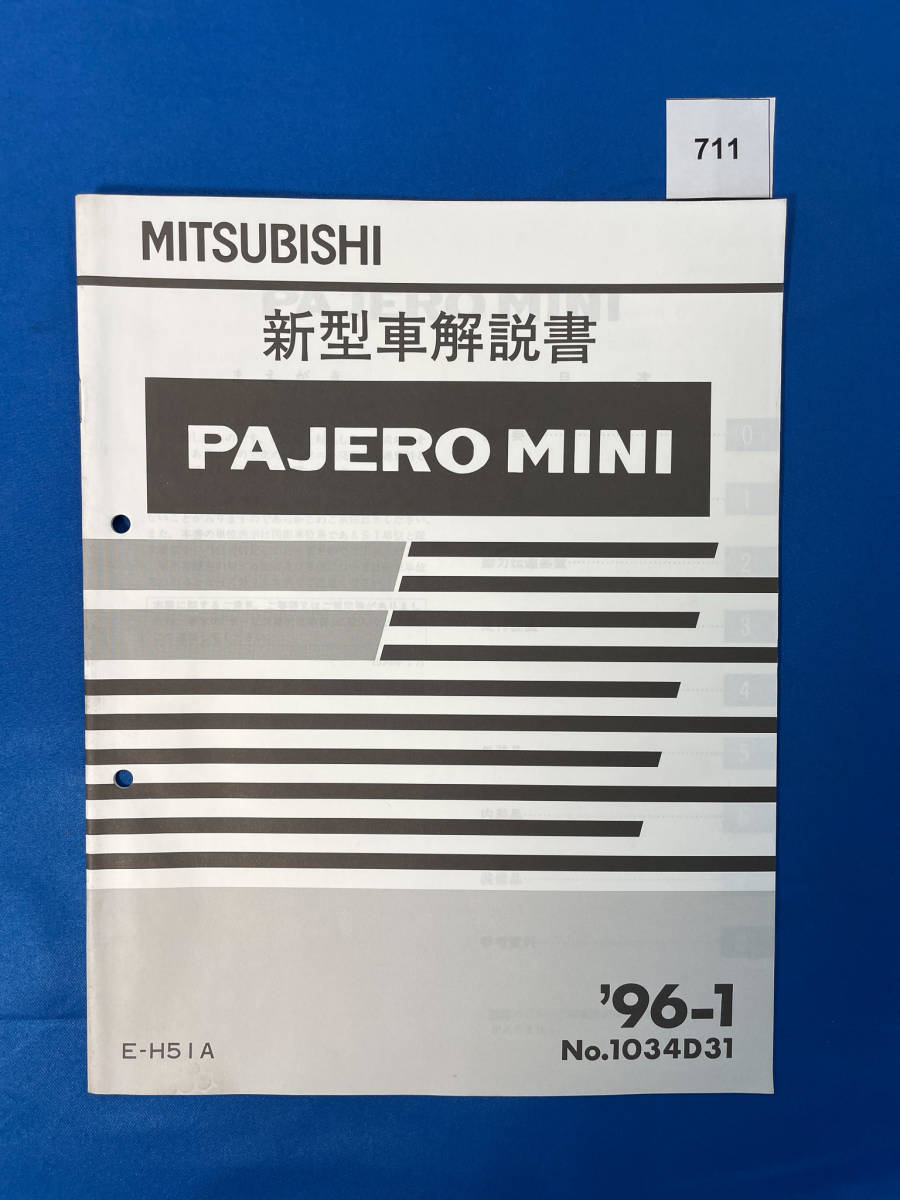 711
MITSUBISHI
新型車解説書
PAJERO MINI
'96-1
E-H51A
No.1034D31